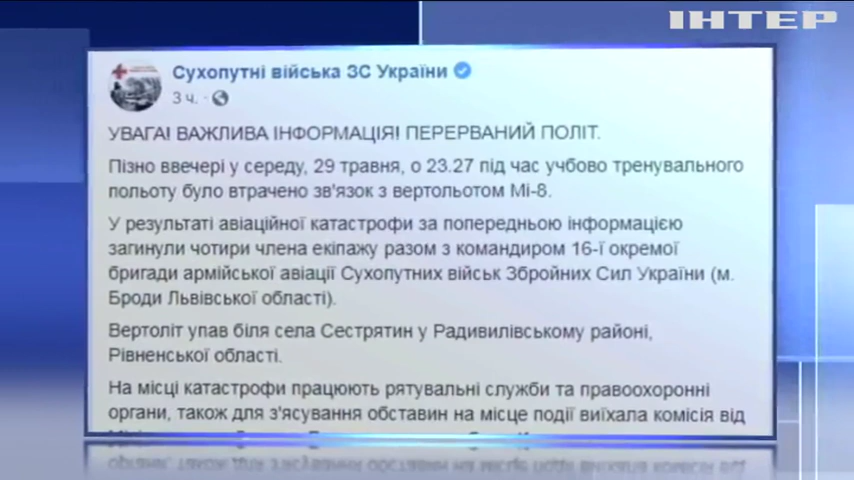 ІНТЕР
Сухопутні війська ЗС України
3 ч. ·
УВАГА! ВАЖЛИВА ІНФОРМАЦІЯ! ПЕРЕРВАНИЙ ПОЛІТ.
Пізно ввечері у середу, 29 травня, о 23.27 під час учбово тренувального
польоту було втрачено зв'язок з вертольотом Мі-8.
У результаті авіаційної катастрофи за попередньою інформацією
загинули чотири члена екіпажу разом з командиром 16-ї окремої
бригади армійської авіації Сухопутних військ Збройних Сил України (м.
Броди Львівської області).
Вертоліт упав біля села Сестрятин у Радивилівському районі,
Рівненської області.
На місці катастрофи працюють рятувальні служби та правоохоронні
органи, також для з'ясування обставин на місце події виїхала комісія від